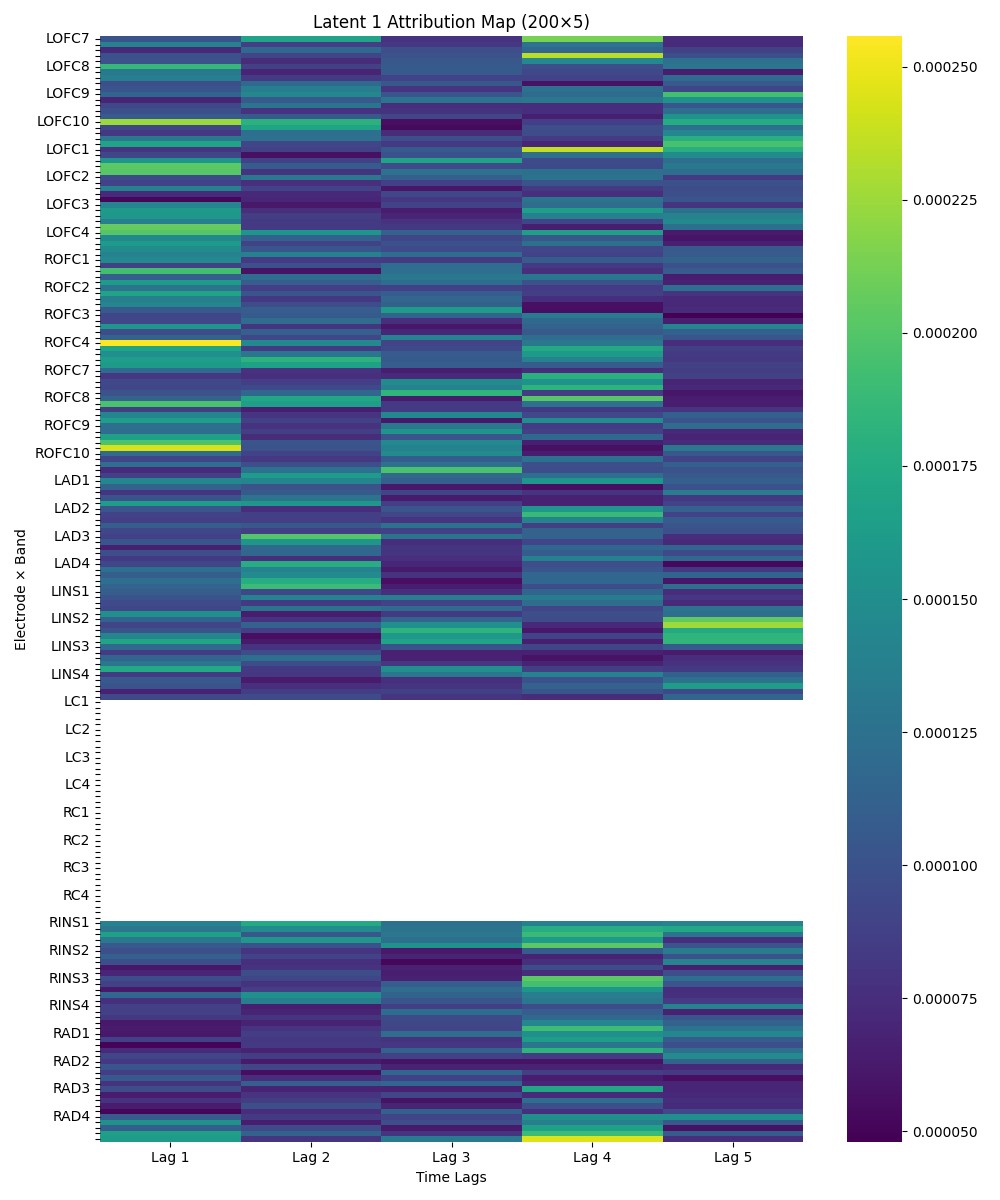 Latent 1 Attribution Map (200×5)
LOFC7
LOFC8
LOFC9
LOFC10
LOFC1
LOFC2
LOFC3
LOFC4
ROFC1
ROFC2
ROFC3
ROFC4
ROFC7
ROFC8
ROFC9
ROFC10
LAD1
LAD2
LAD3
LAD4
LINS1
LINS2
LINS3
LINS4
LC1
LC2
LC3
LC4
RC1
RC2
RC3
RC4
RINS1
RINS2
RINS3
RINS4
RAD1
RAD2
RAD3
RAD4
Electrode × Band
Lag 1 Lag 2 Lag 3 Lag 4 Lag 5
Time Lags
0.000250
0.000225
0.000200
0.000175
0.000150
0.000125
0.000100
0.000075
0.000050